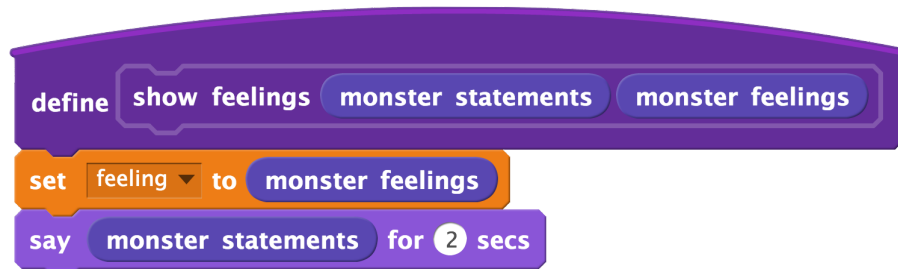 define show feelings monster statements monster feelings
set feeling to monster feelings
say monster statements for 2 secs